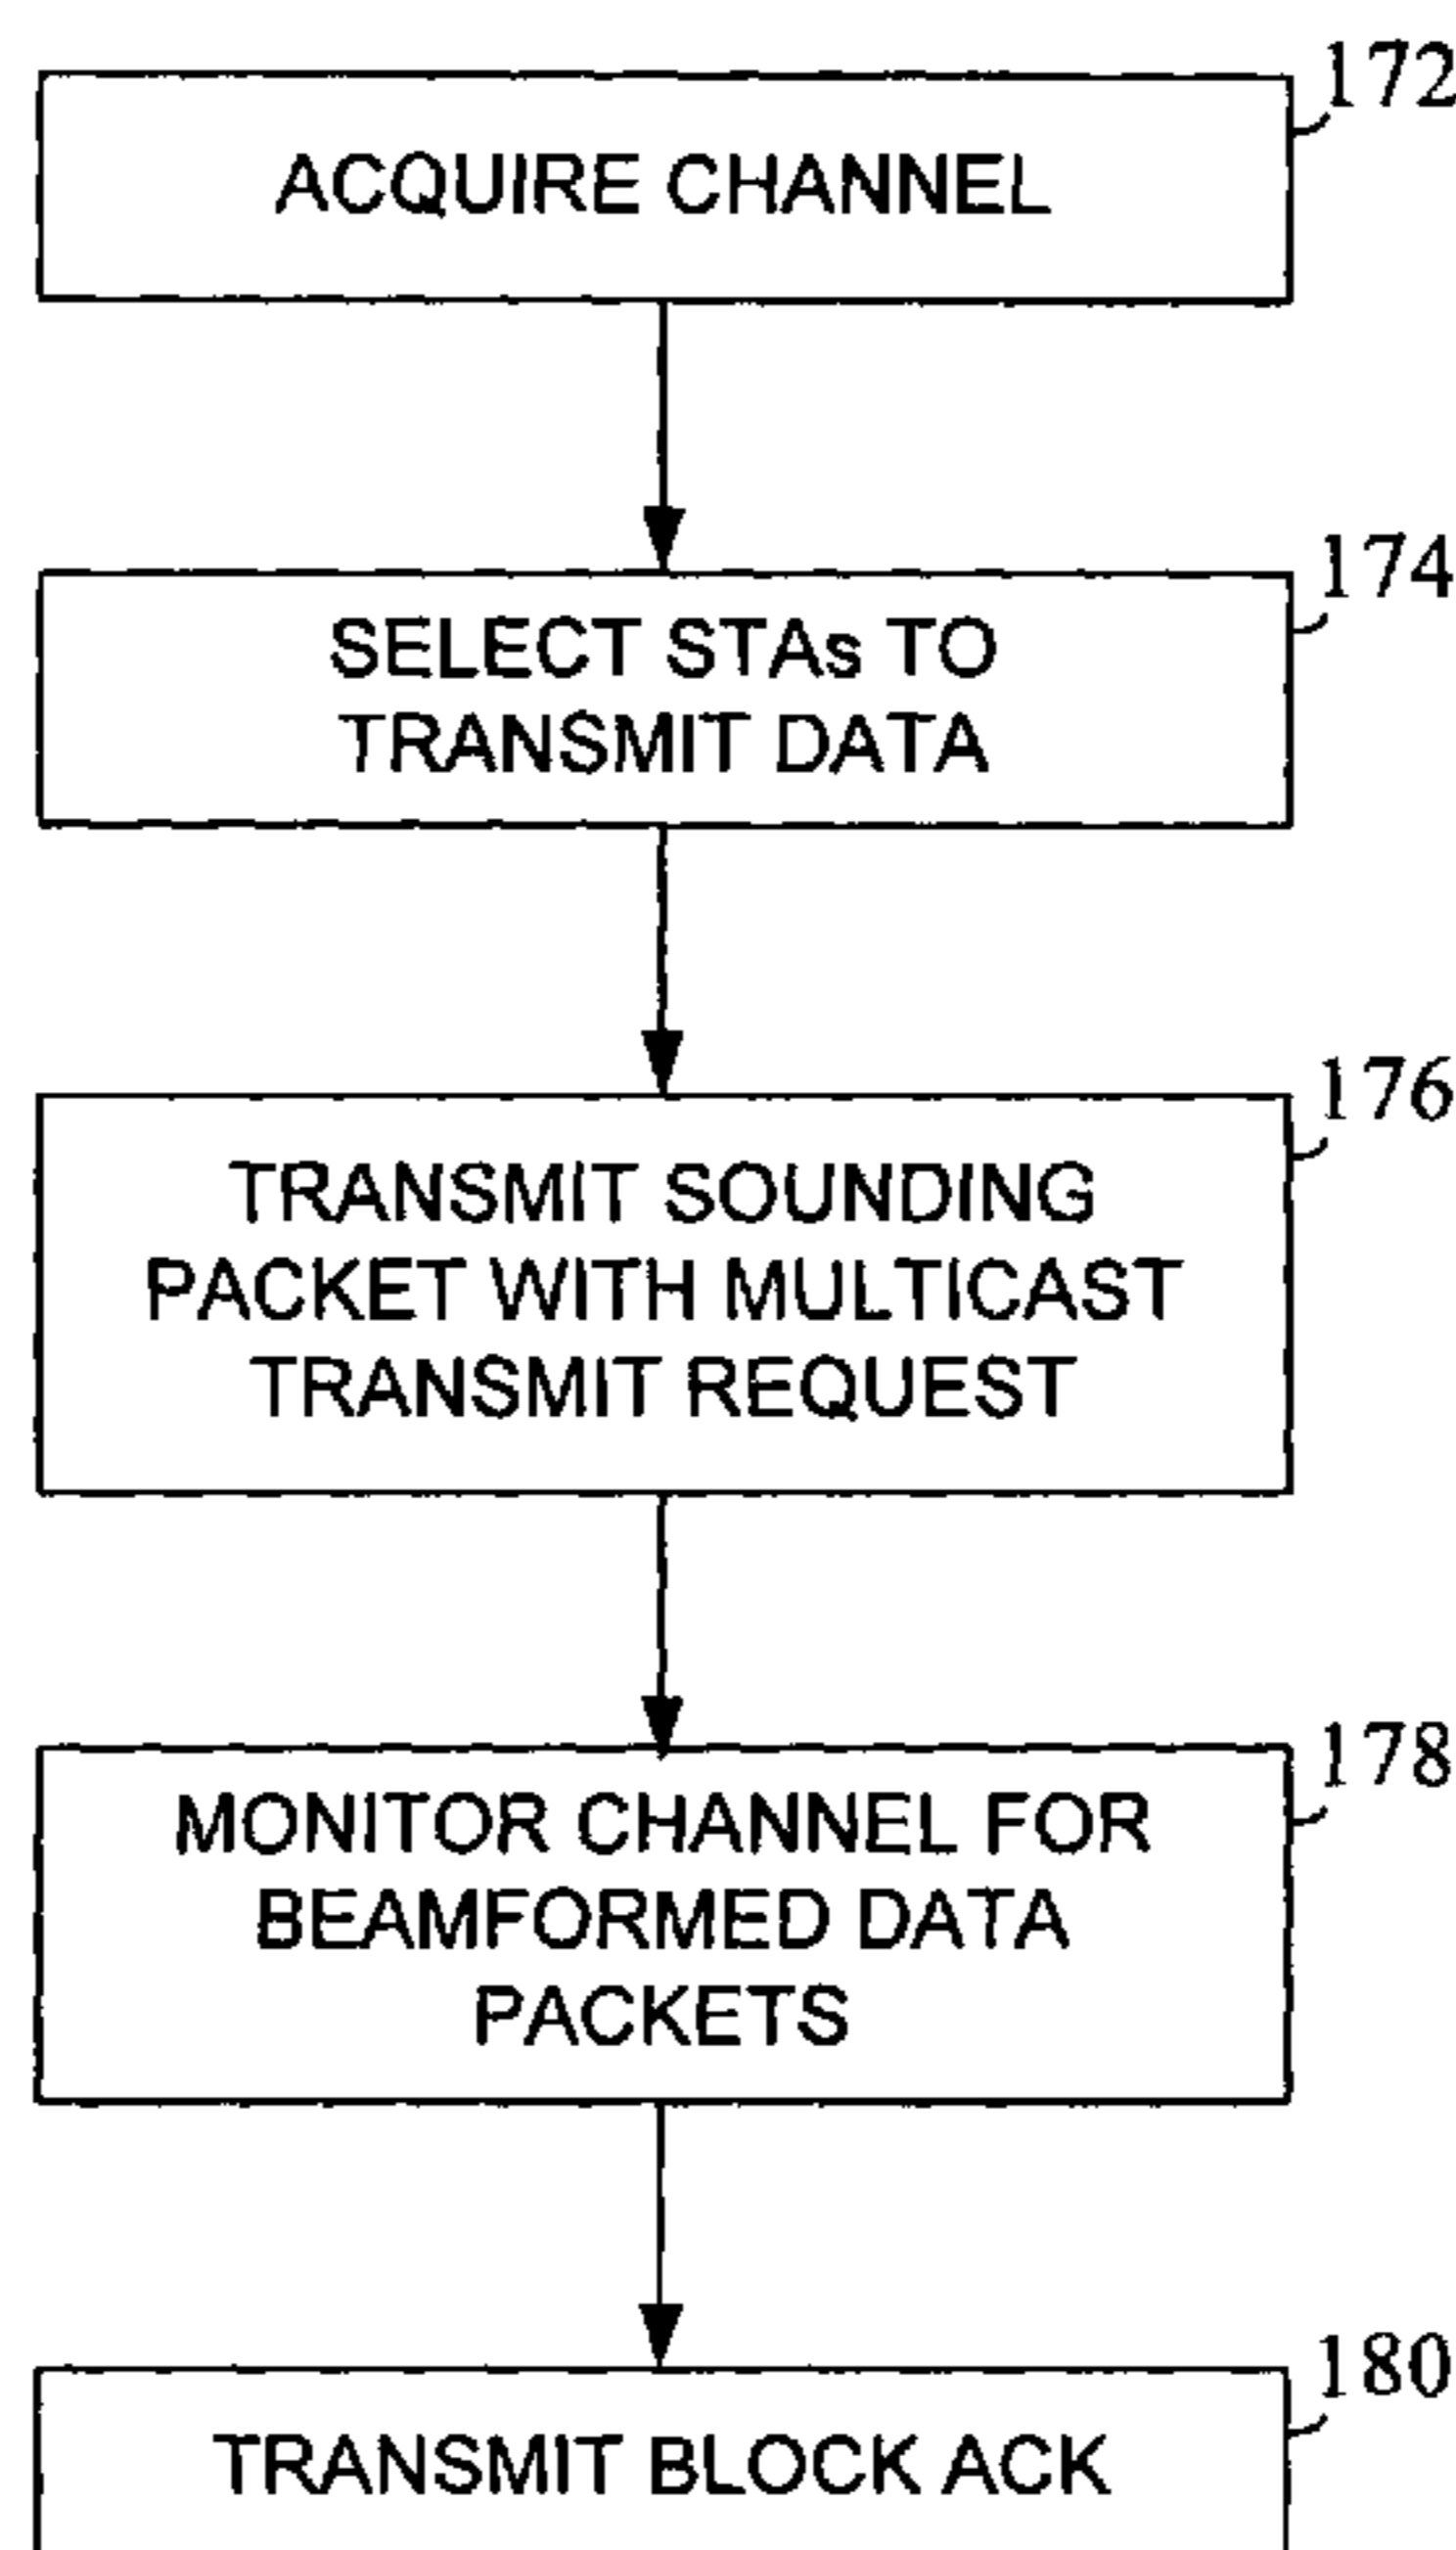 172
ACQUIRE CHANNEL
174
SELECT STAs TO
TRANSMIT DATA
176
TRANSMIT SOUNDING
PACKET WITH MULTICAST
TRANSMIT REQUEST
178
MONITOR CHANNEL FOR
BEAMFORMED DATA
PACKETS
180
TRANSMIT BLOCK ACK